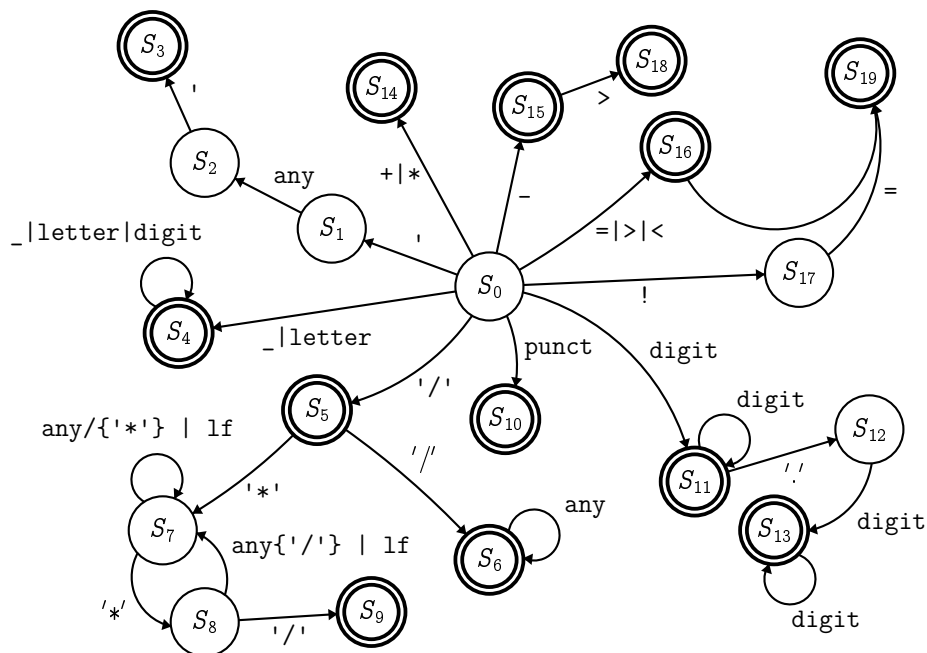 S3
S14
S15
>
S18
S19
'
S2
any
+|*
-
S16
S1
'
=|>|<
=
_|letter|digit
S0
!
S17
S4
_|letter
'/'
punct
digit
S5
S10
any/{'*'} | lf
'/'
digit
S12
'*'
S11
'.'
S7
any{'/'} | lf
S6
any
S13
digit
'*'
S8
'/'
S9
digit